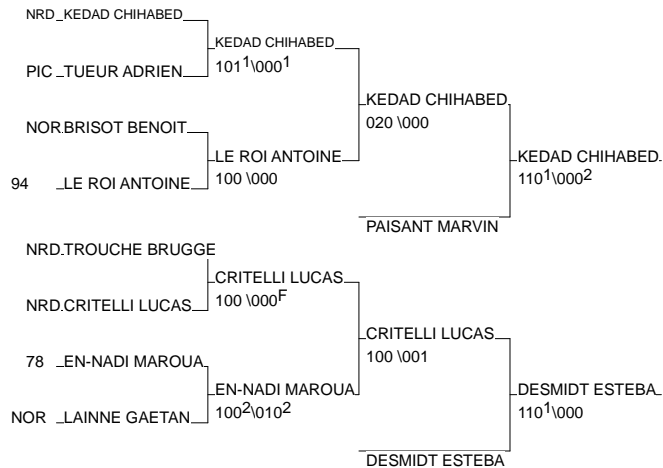 NRD KEDAD CHIHABED
KEDAD CHIHABED
101¹\000¹
PIC TUEUR ADRIEN
KEDAD CHIHABED
020 \000
NOR BRISOT BENOIT
LE ROI ANTOINE
100 \000
KEDAD CHIHABED
110¹\000²
94 LE ROI ANTOINE
PAISANT MARVIN
NRD TROUCHE BRUGGE
CRITELLI LUCAS
100 \000F
NRD CRITELLI LUCAS
CRITELLI LUCAS
100 \001
78 EN-NADI MAROUA
EN-NADI MAROUA
100²\010²
DESMIDT ESTEBA
110¹\000
NOR LAINNE GAETAN
DESMIDT ESTEBA